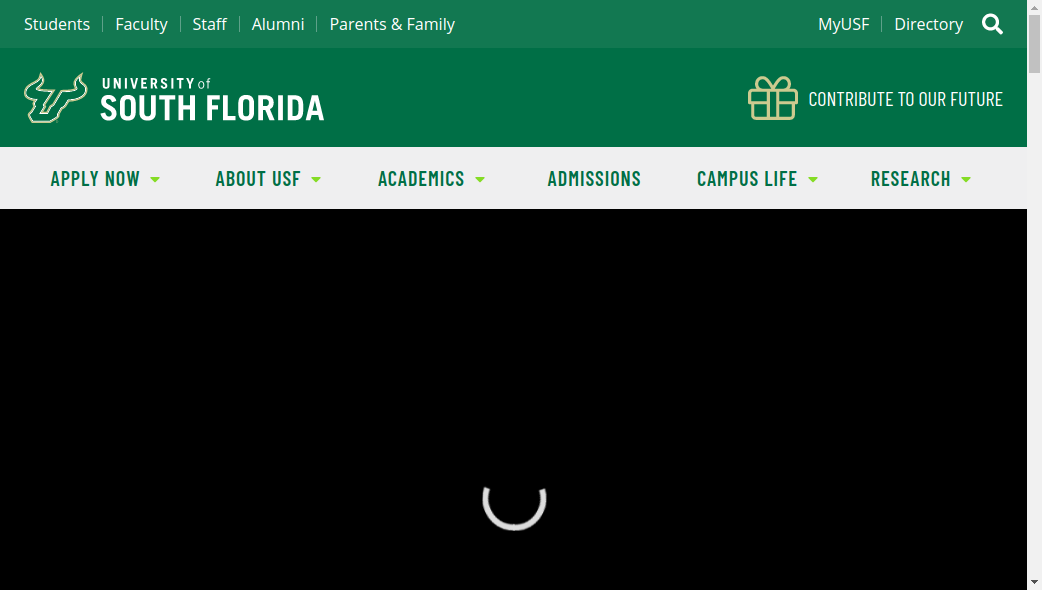 Students Faculty Staff Alumni Parents & Family MyUSF Directory
UNIVERSITY of
SOUTH FLORIDA
CONTRIBUTE TO OUR FUTURE
APPLY NOW ABOUT USF ACADEMICS ADMISSIONS CAMPUS LIFE RESEARCH